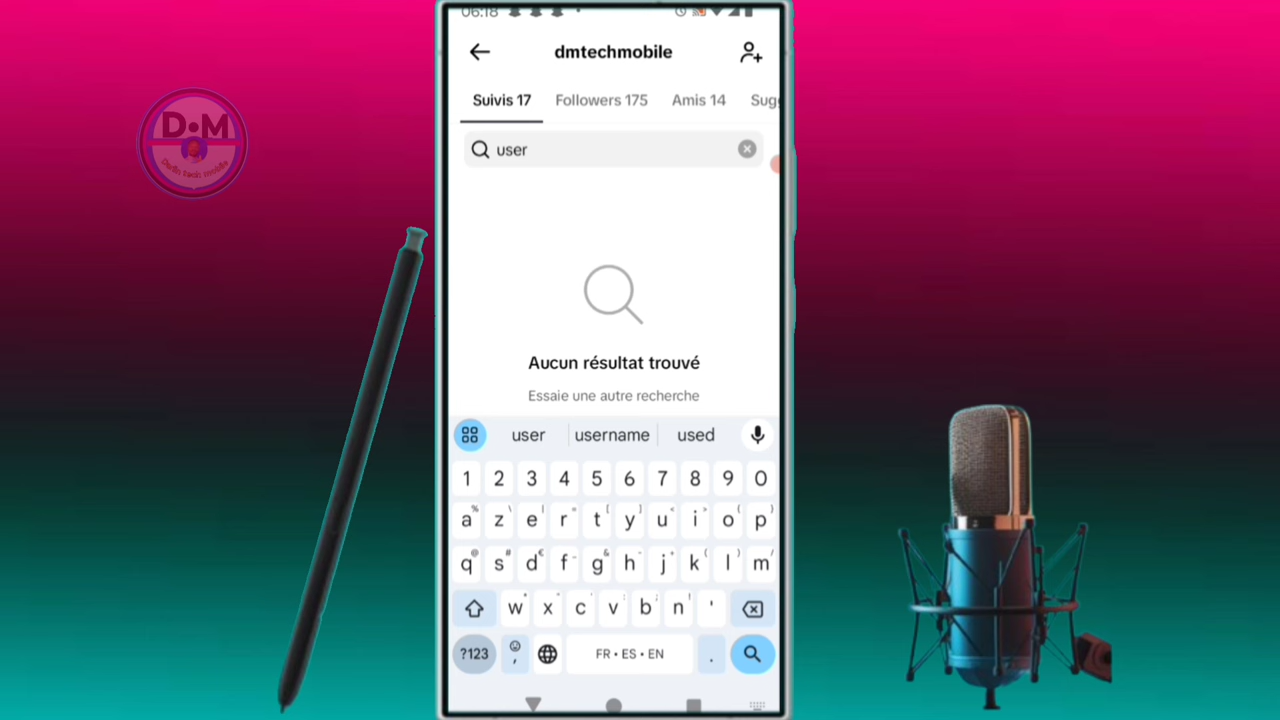 06:18
dmtechmobile
Suivis 17 Followers 175 Amis 14 Sug
user
D•M
Aucun résultat trouvé
Essaie une autre recherche
user username used
1 2 3 4 5 6 7 8 9 0
a z e r t y u i o p
q s d f g h j k l m
w x c v b n '
?123 , FR • ES • EN .